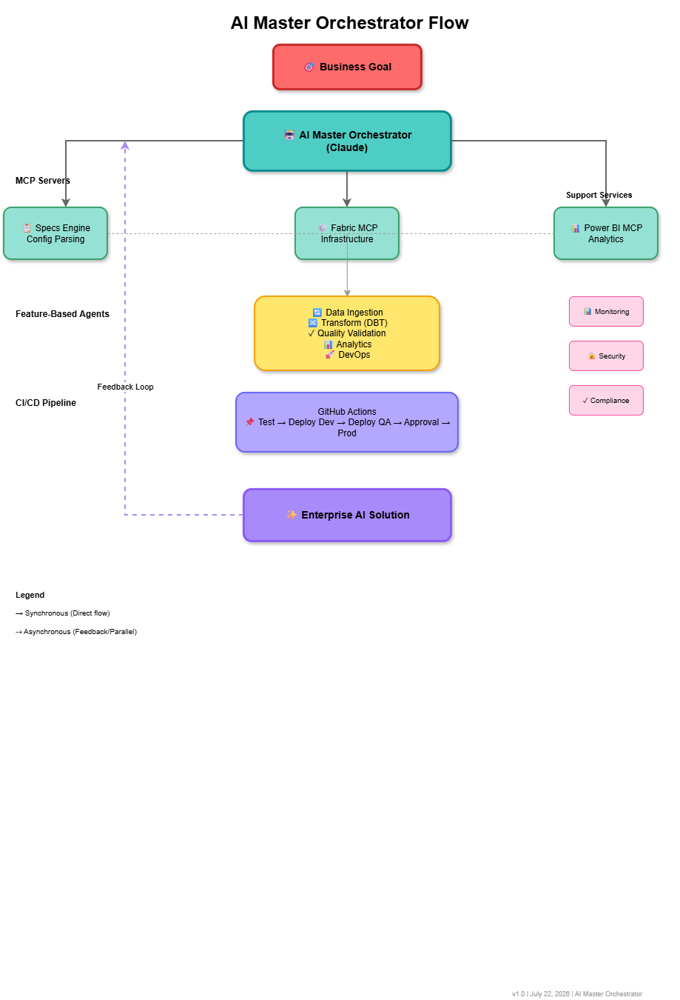 AI Master Orchestrator Flow
🎯 Business Goal
🤖 AI Master Orchestrator
(Claude)
MCP Servers
Support Services
📋 Specs Engine
Config Parsing
⚙️ Fabric MCP
Infrastructure
📊 Power BI MCP
Analytics
Feature-Based Agents
🔄 Data Ingestion
🔀 Transform (DBT)
✓ Quality Validation
📊 Analytics
🚀 DevOps
📊 Monitoring
🔒 Security
✓ Compliance
Feedback Loop
CI/CD Pipeline
GitHub Actions
📌 Test → Deploy Dev → Deploy QA → Approval →
Prod
✨ Enterprise AI Solution
Legend
→ Synchronous (Direct flow)
⇢ Asynchronous (Feedback/Parallel)
v1.0 | July 22, 2026 | AI Master Orchestrator